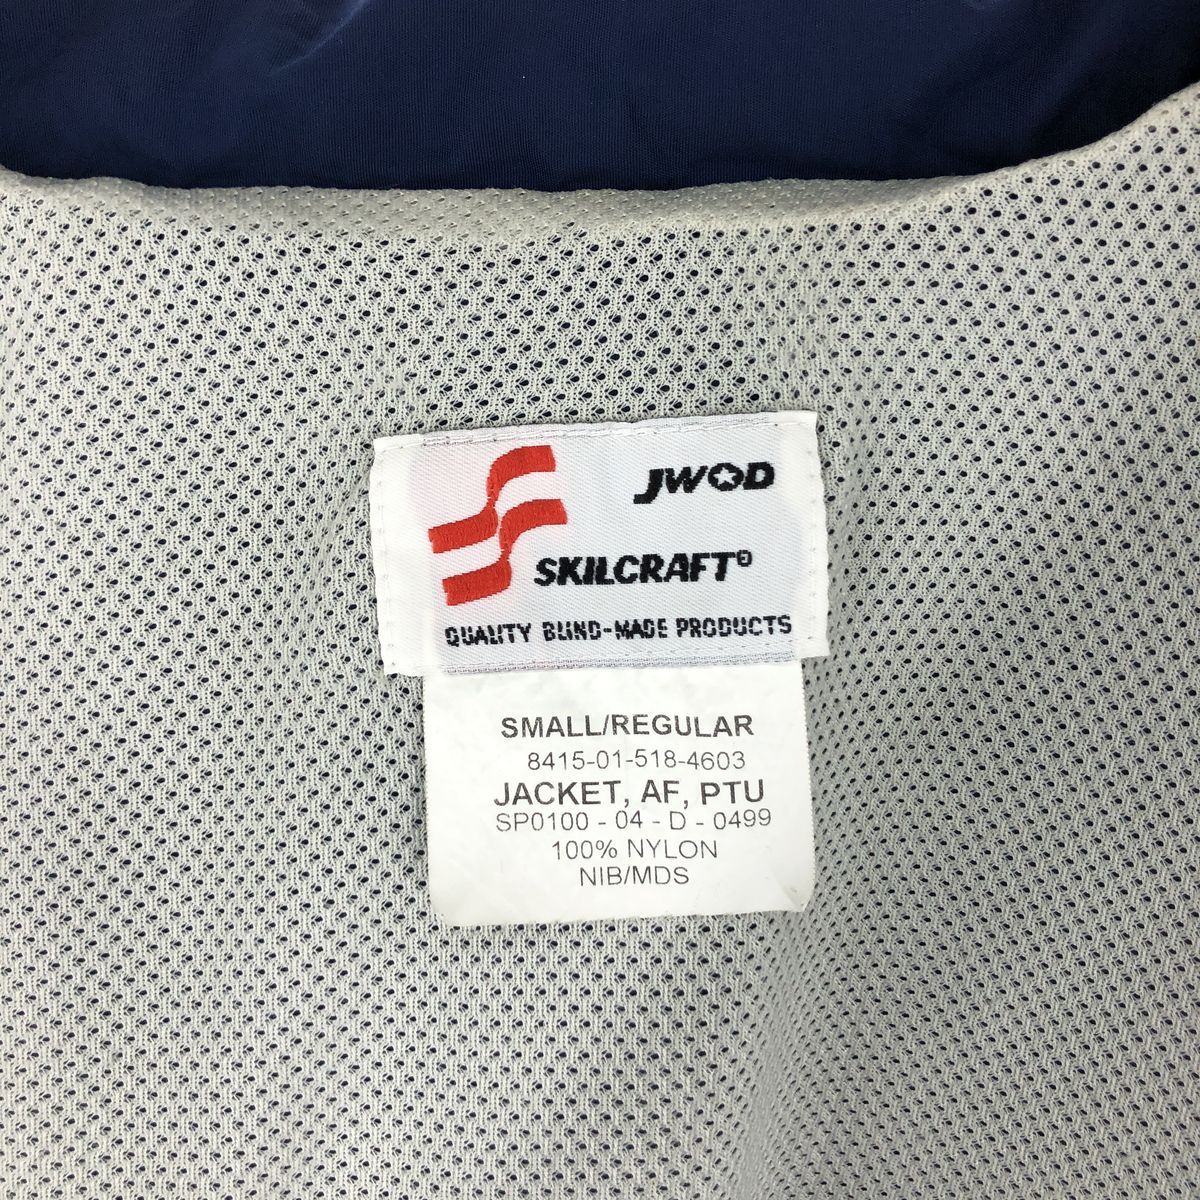 JWOD
SKILCRAFT®
QUALITY BLIND-MADE PRODUCTS
SMALL/REGULAR
8415-01-518-4603
JACKET, AF, PTU
SP0100 - 04 - D - 0499
100% NYLON
NIB/MDS